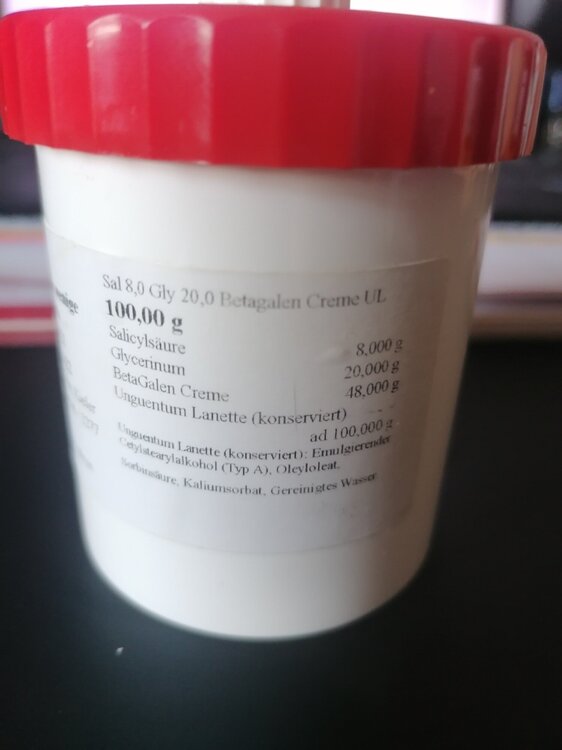 Sal 8,0 Gly 20,0 Betagalen Creme UL
100,00 g
Salicylsäure 8,000 g
Glycerinum 20,000 g
BetaGalen Creme 48,000 g
Unguentum Lanette (konserviert)
ad 100,000 g
Unguentum Lanette (konserviert): Emulgierender
Cetylstearylalkohol (Typ A), Oleyloleat,
Sorbinsäure, Kaliumsorbat, Gereinigtes Wasser